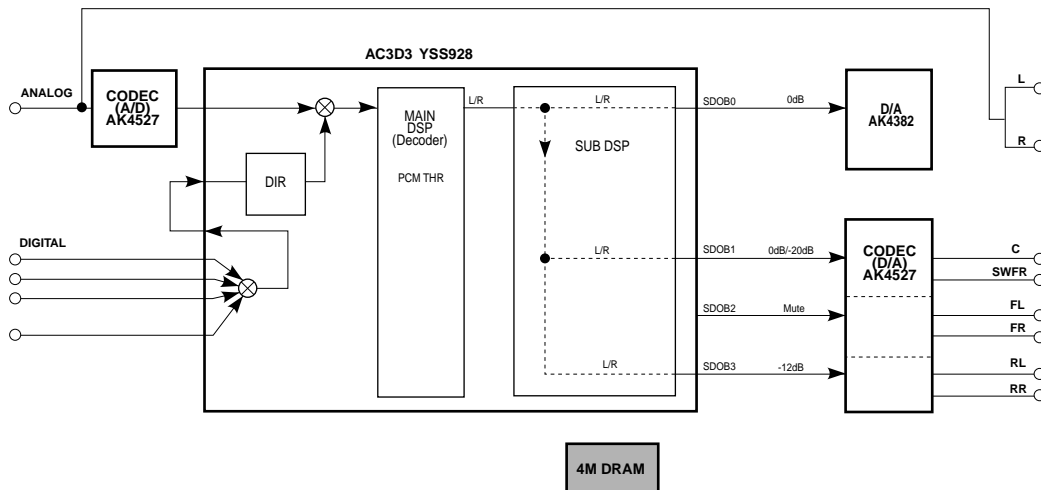 AC3D3 YSS928
ANALOG
CODEC
(A/D)
AK4527
L/R
L/R
SDOB0
0dB
D/A
AK4382
L
R
MAIN
DSP
(Decoder)
PCM THR
SUB DSP
DIR
DIGITAL
L/R
SDOB1
0dB/-20dB
CODEC
(D/A)
AK4527
C
SWFR
SDOB2
Mute
FL
FR
L/R
SDOB3
-12dB
RL
RR
4M DRAM